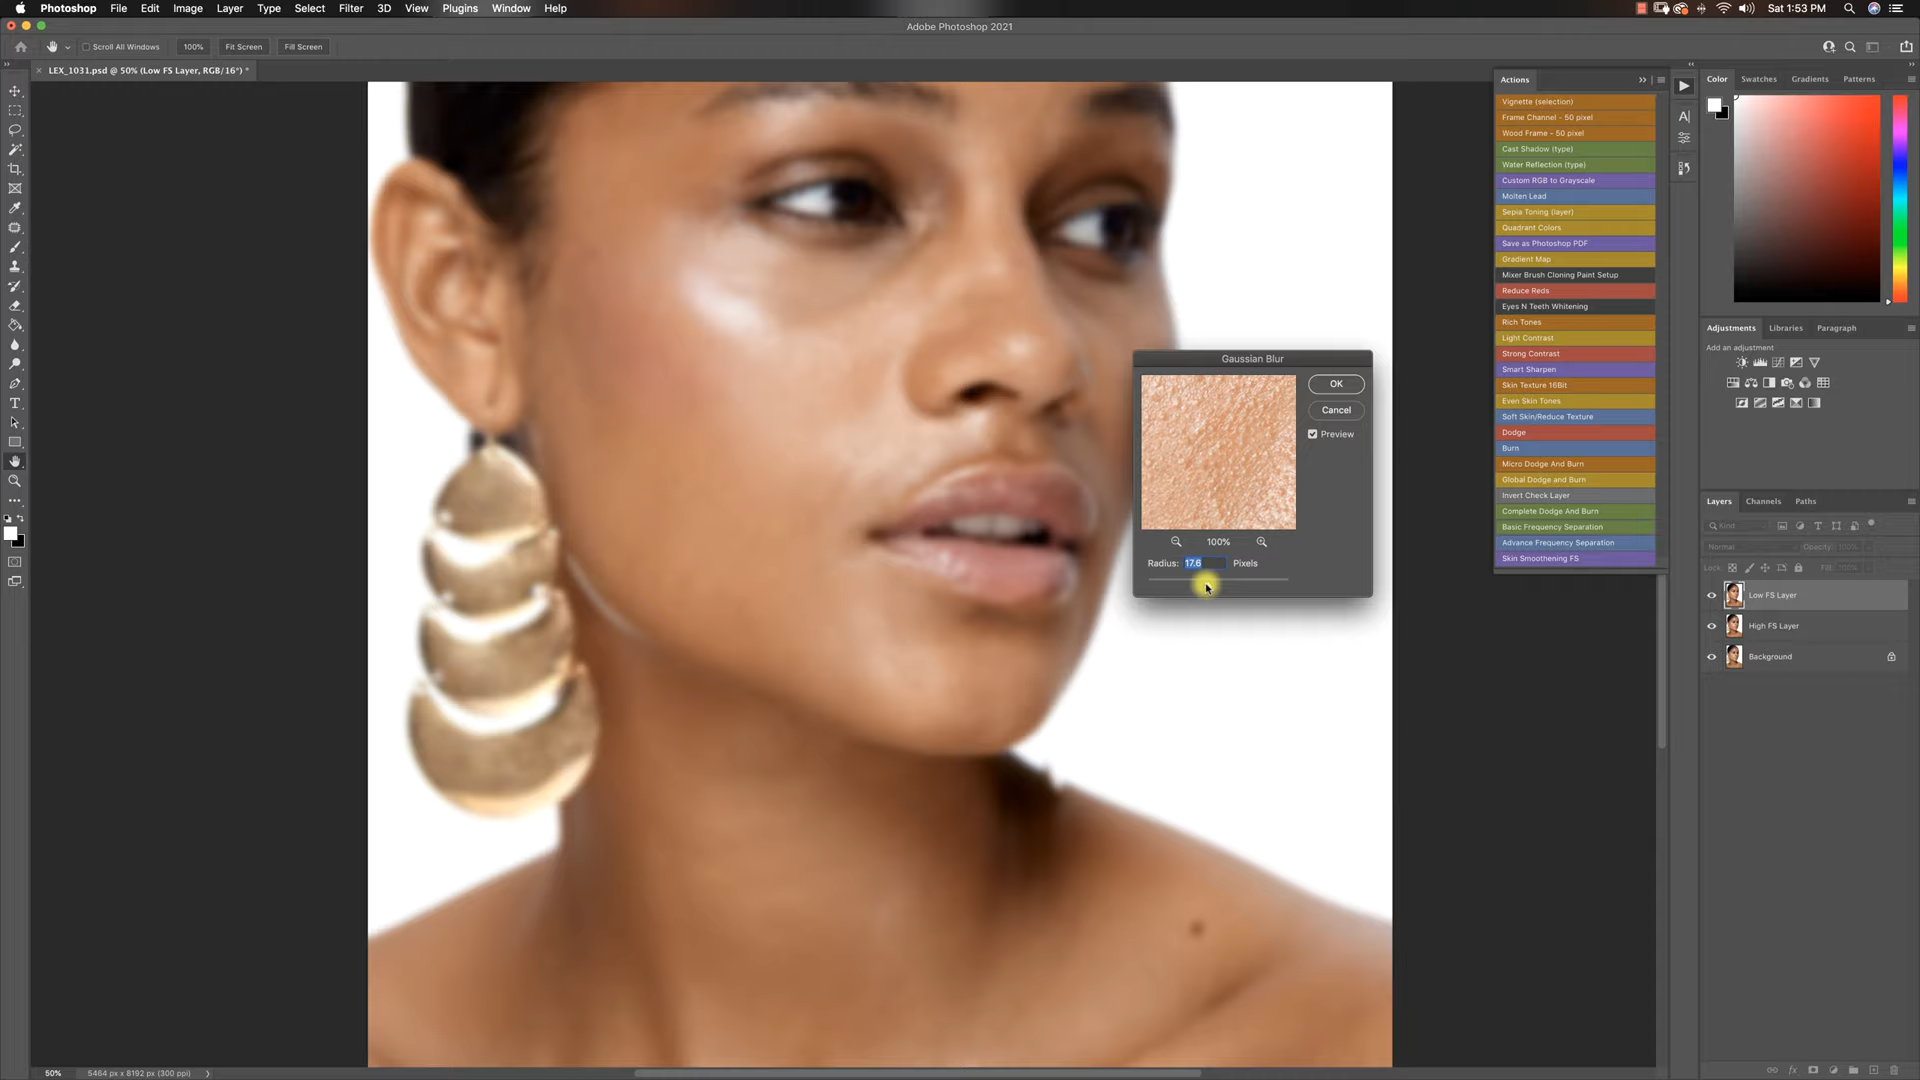 Photoshop File Edit Image Layer Type Select Filter 3D View Plugins Window Help Sat 1:53 PM
Adobe Photoshop 2021
Scroll All Windows 100% Fit Screen Fill Screen
LEX_1031.psd @ 50% (Low FS Layer, RGB/16*) *
Actions
Vignette (selection)
Frame Channel - 50 pixel
Wood Frame - 50 pixel
Cast Shadow (type)
Water Reflection (type)
Custom RGB to Grayscale
Molten Lead
Sepia Toning (layer)
Quadrant Colors
Save as Photoshop PDF
Gradient Map
Mixer Brush Cloning Paint Setup
Reduce Reds
Eyes N Teeth Whitening
Rich Tones
Light Contrast
Strong Contrast
Smart Sharpen
Skin Texture 16Bit
Even Skin Tones
Soft Skin/Reduce Texture
Dodge
Burn
Micro Dodge And Burn
Global Dodge and Burn
Invert Check Layer
Complete Dodge And Burn
Basic Frequency Separation
Advance Frequency Separation
Skin Smoothening FS
Color Swatches Gradients Patterns
Adjustments Libraries Paragraph
Add an adjustment
Gaussian Blur
OK
Cancel
Preview
100%
Radius: 17.6 Pixels
Layers Channels Paths
Kind
Normal Opacity: 100%
Lock: Fill: 100%
Low FS Layer
High FS Layer
Background
50% 5464 px x 8192 px (300 ppi)